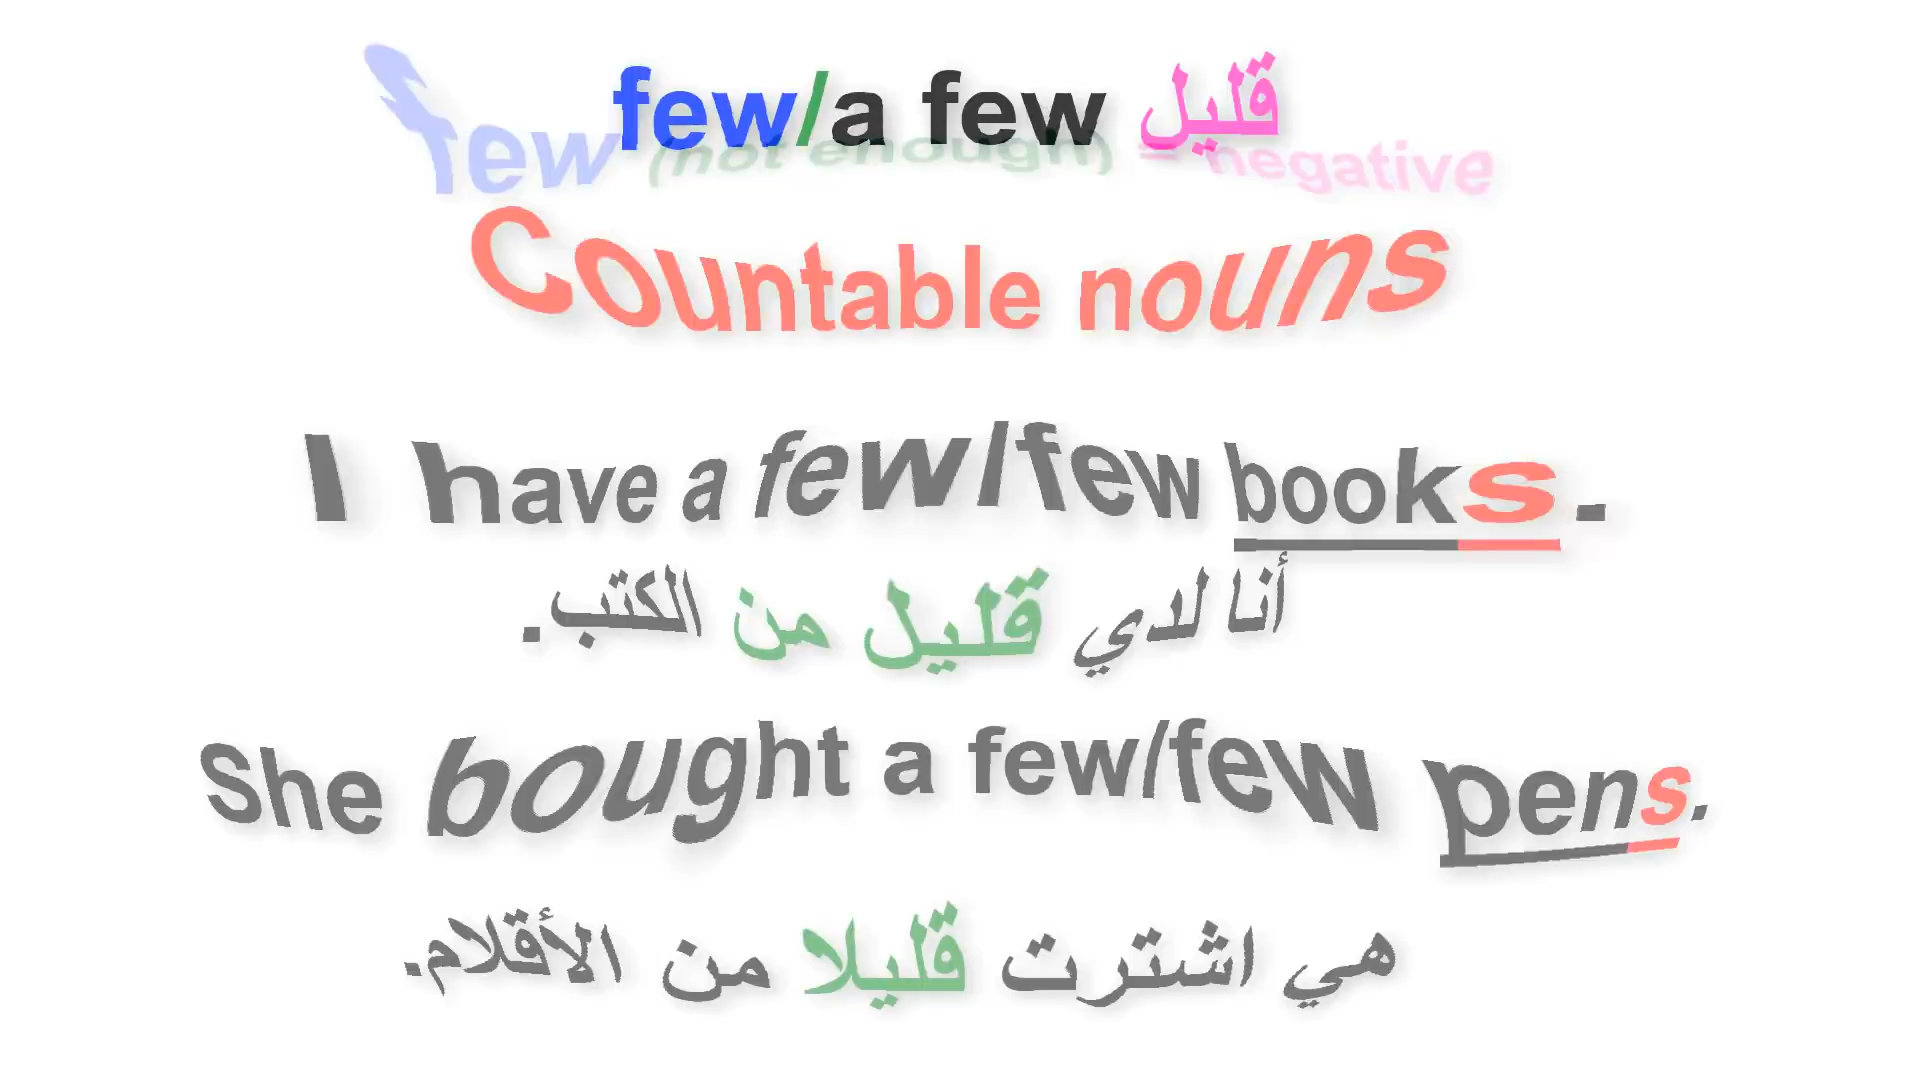 few/a few قليل
few (not enough) = negative
Countable nouns
I have a few/few books.
أنا لدي قليل من الكتب.
She bought a few/few pens.
هي اشترت قليلا من الأقلام.